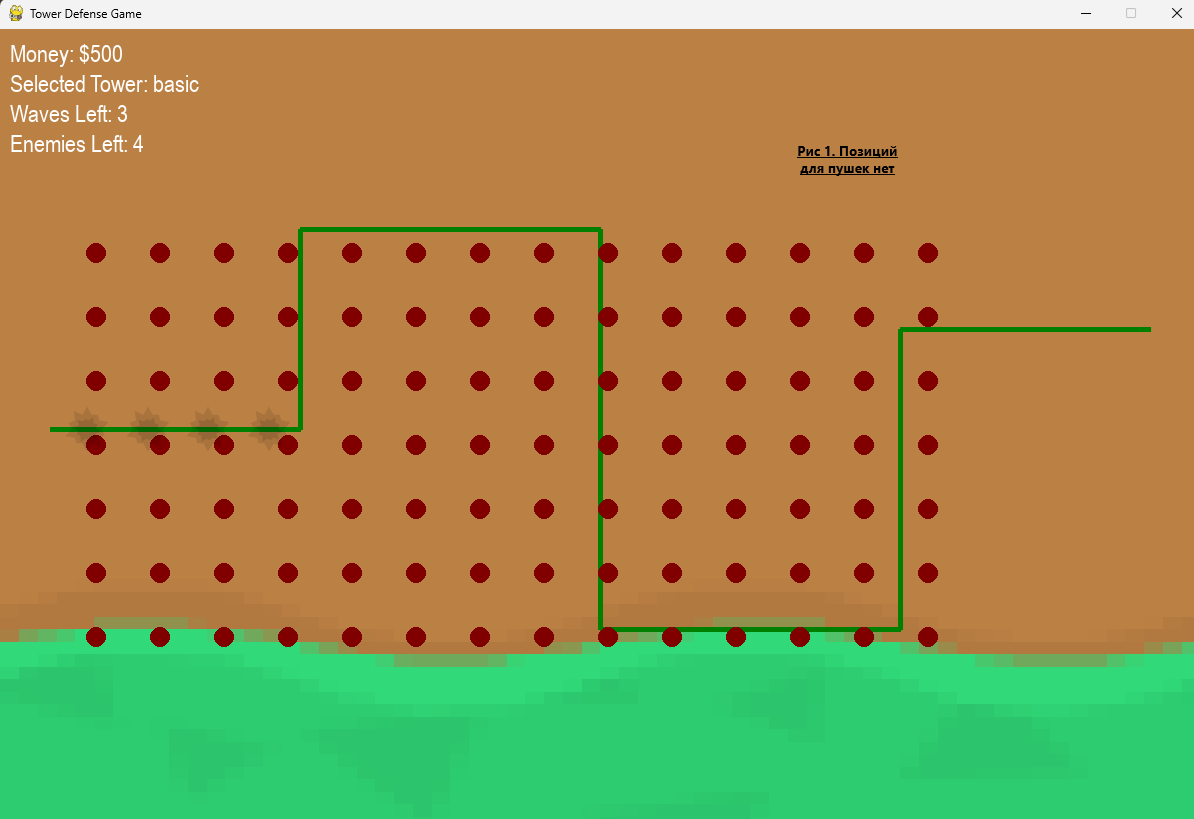 Tower Defense Game
Money: $500
Selected Tower: basic
Waves Left: 3
Enemies Left: 4
Рис 1. Позиций
для пушек нет